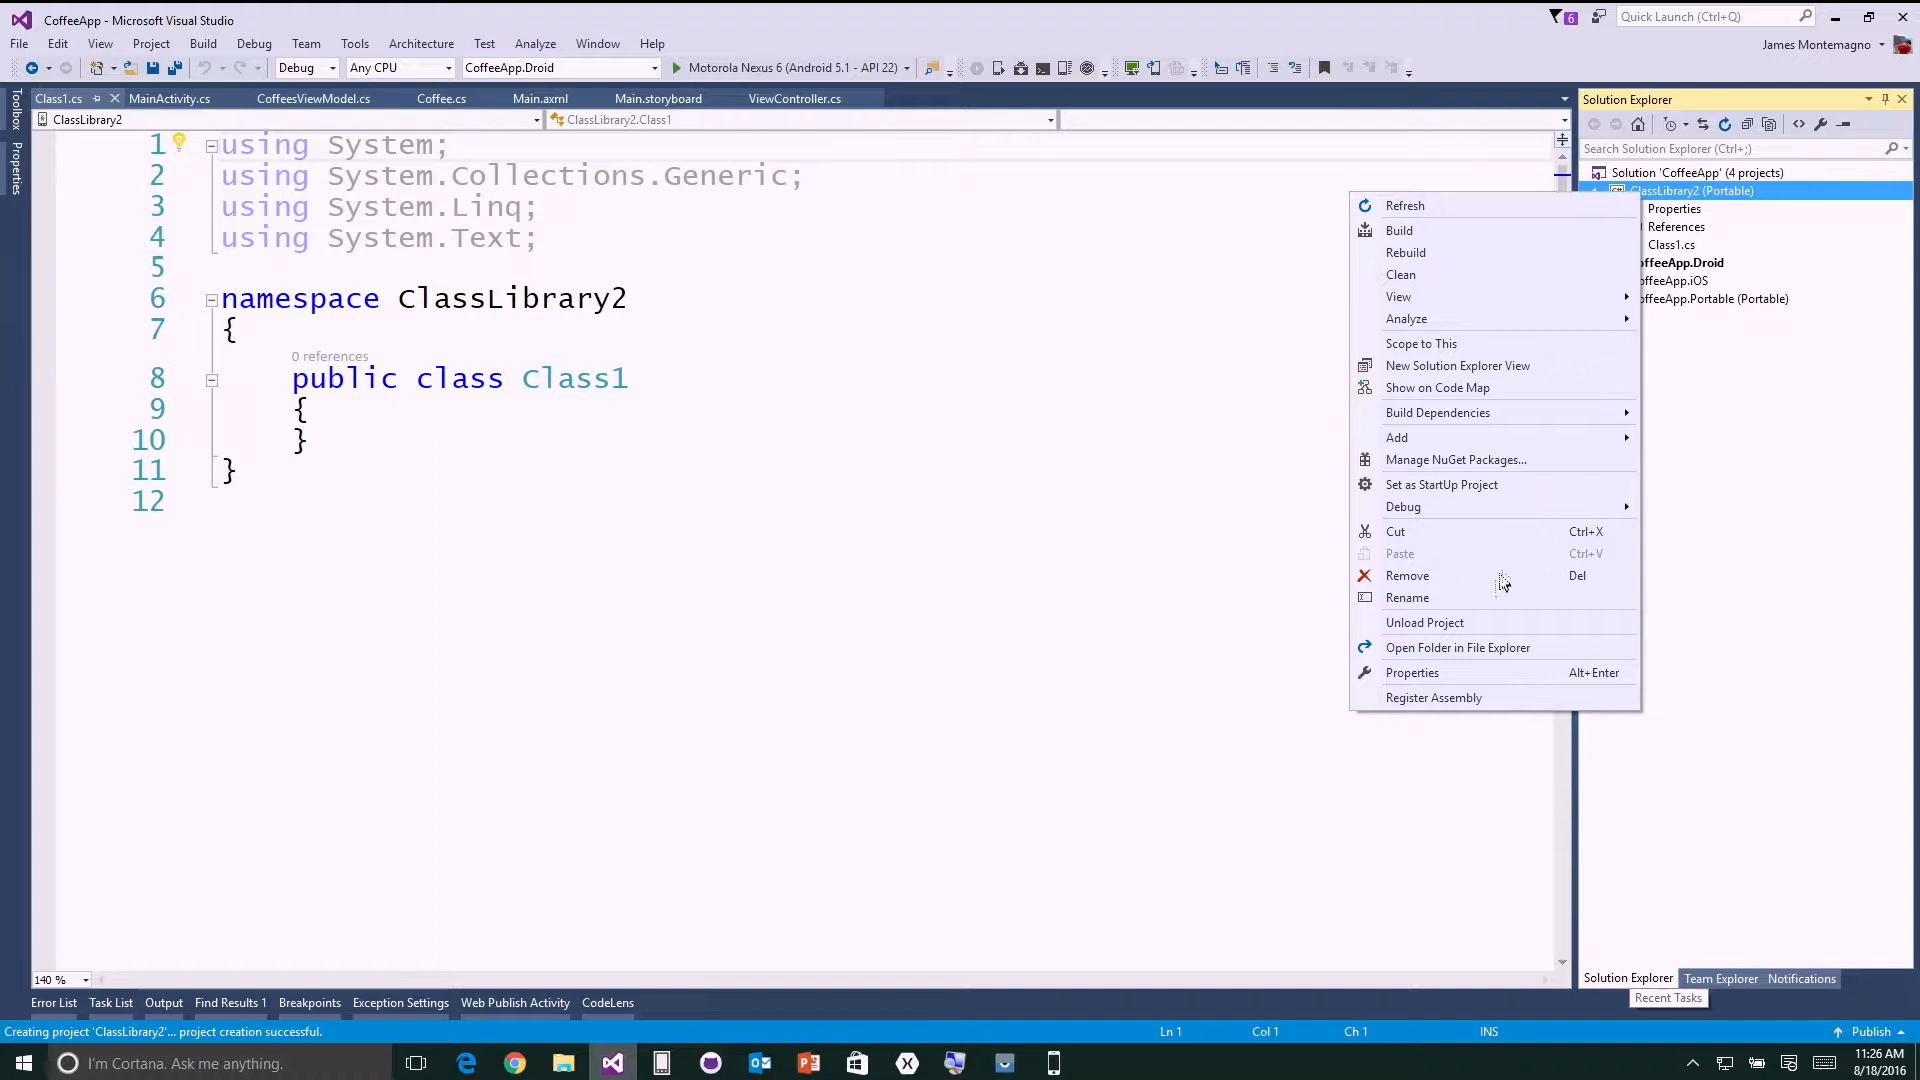 CoffeeApp - Microsoft Visual Studio
6
Quick Launch (Ctrl+Q)
File Edit View Project Build Debug Team Tools Architecture Test Analyze Window Help
James Montemagno
Debug Any CPU CoffeeApp.Droid Motorola Nexus 6 (Android 5.1 - API 22)
Toolbox
Properties
Class1.cs MainActivity.cs CoffeesViewModel.cs Coffee.cs Main.axml Main.storyboard ViewController.cs
ClassLibrary2 ClassLibrary2.Class1
1 using System;
2 using System.Collections.Generic;
3 using System.Linq;
4 using System.Text;
5
6 namespace ClassLibrary2
7 {
0 references
8 public class Class1
9 {
10 }
11 }
12
140 %
Solution Explorer
Search Solution Explorer (Ctrl+;)
Solution 'CoffeeApp' (4 projects)
ClassLibrary2 (Portable)
Properties
References
Class1.cs
offeeApp.Droid
offeeApp.iOS
offeeApp.Portable (Portable)
Refresh
Build
Rebuild
Clean
View
Analyze
Scope to This
New Solution Explorer View
Show on Code Map
Build Dependencies
Add
Manage NuGet Packages...
Set as StartUp Project
Debug
Cut Ctrl+X
Paste Ctrl+V
Remove Del
Rename
Unload Project
Open Folder in File Explorer
Properties Alt+Enter
Register Assembly
Solution Explorer Team Explorer Notifications
Recent Tasks
Error List Task List Output Find Results 1 Breakpoints Exception Settings Web Publish Activity CodeLens
Creating project 'ClassLibrary2'... project creation successful.
Ln 1 Col 1 Ch 1 INS Publish
I'm Cortana. Ask me anything.
11:26 AM
8/18/2016